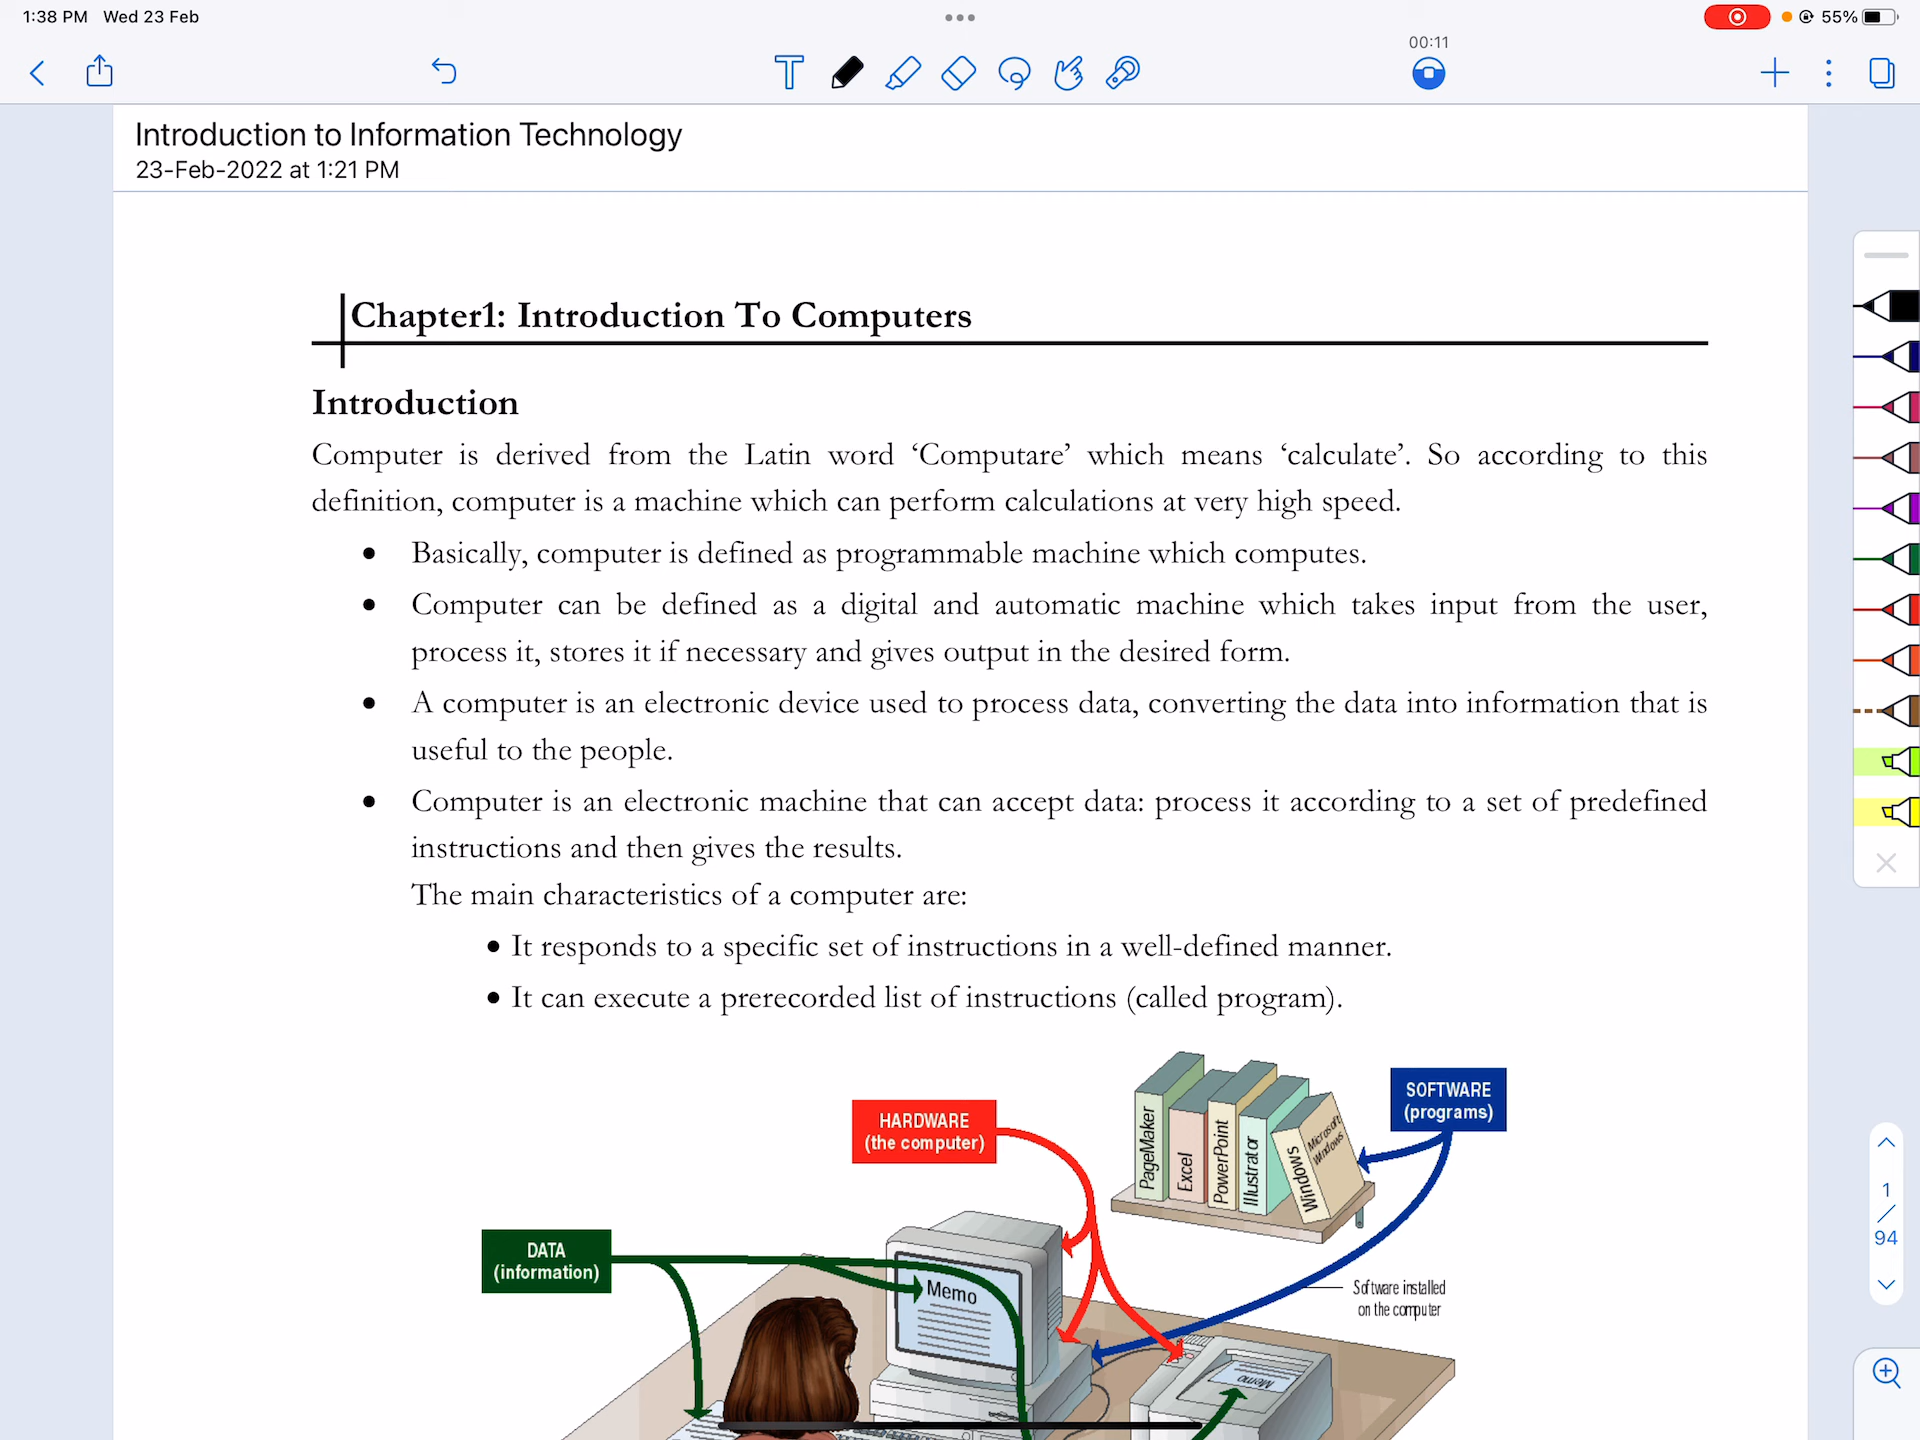 1:38 PM Wed 23 Feb
55%
00:11
Introduction to Information Technology
23-Feb-2022 at 1:21 PM
Chapter1: Introduction To Computers
Introduction
Computer is derived from the Latin word ‘Computare’ which means ‘calculate’. So according to this
definition, computer is a machine which can perform calculations at very high speed.
• Basically, computer is defined as programmable machine which computes.
• Computer can be defined as a digital and automatic machine which takes input from the user,
process it, stores it if necessary and gives output in the desired form.
• A computer is an electronic device used to process data, converting the data into information that is
useful to the people.
• Computer is an electronic machine that can accept data: process it according to a set of predefined
instructions and then gives the results.
The main characteristics of a computer are:
• It responds to a specific set of instructions in a well-defined manner.
• It can execute a prerecorded list of instructions (called program).
HARDWARE
(the computer)
PageMaker
Excel
PowerPoint
Illustrator
Windows
Microsoft
Windows
SOFTWARE
(programs)
DATA
(information)
Memo
Software installed
on the computer
Memo
1
/
94